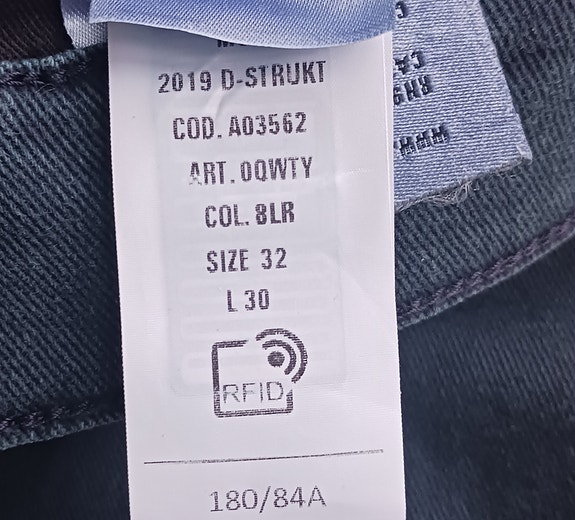 2019 D-STRUKT
COD. A03562
ART. 0QWTY
COL. 8LR
SIZE 32
L 30
RFID
180/84A